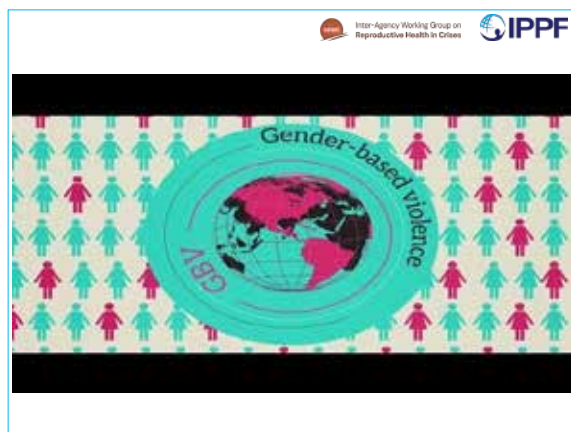 Inter-Agency Working Group on
Reproductive Health in Crises
IPPF
Gender-based violence
GBV